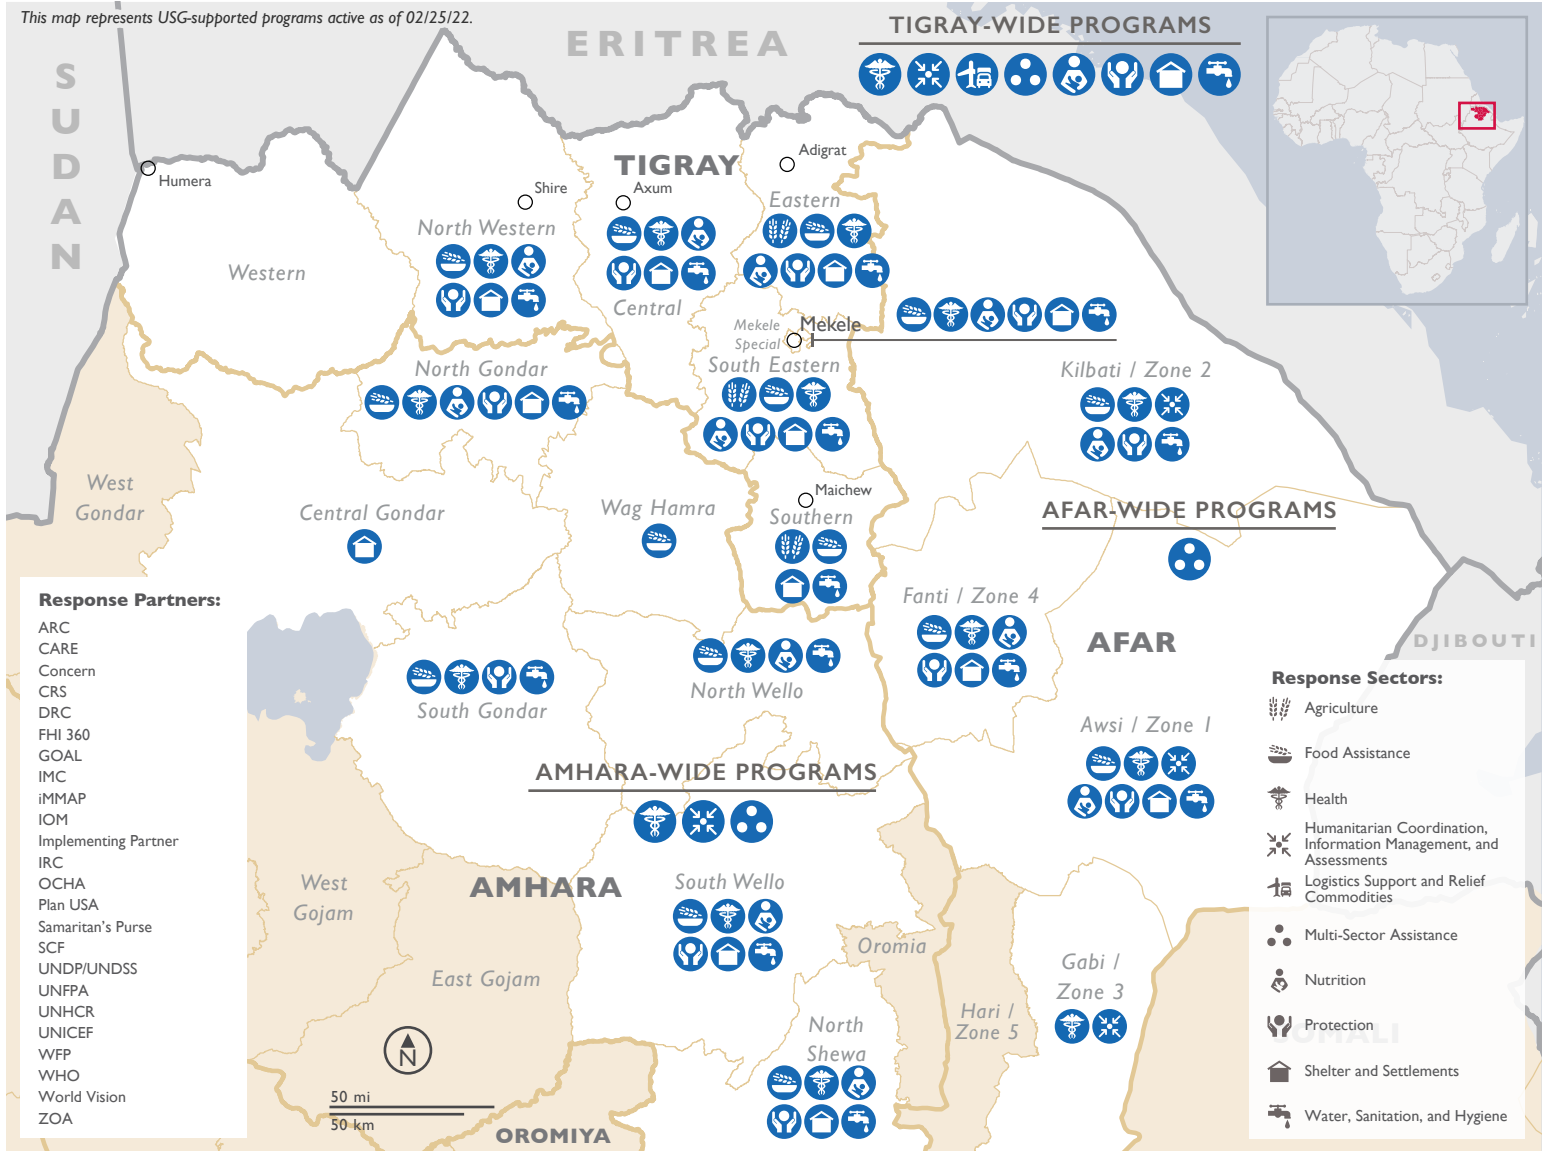 This map represents USG-supported programs active as of 02/25/22.
TIGRAY-WIDE PROGRAMS
ERITREA
SUDAN
Humera
Shire
TIGRAY
Axum
Adigrat
Eastern
North Western
Western
Central
Mekele
Special
Mekele
South Eastern
North Gondar
Kilbati / Zone 2
West
Gondar
Central Gondar
Wag Hamra
Maichew
Southern
AFAR-WIDE PROGRAMS
Fanti / Zone 4
AFAR
DJIBOUTI
North Wello
South Gondar
Awsi / Zone 1
AMHARA-WIDE PROGRAMS
AMHARA
South Wello
West
Gojam
East Gojam
Oromia
Gabi /
Zone 3
Hari /
Zone 5
North
Shewa
SOMALI
OROMIYA
N
50 mi
50 km
Response Partners:
ARC
CARE
Concern
CRS
DRC
FHI 360
GOAL
IMC
iMMAP
IOM
Implementing Partner
IRC
OCHA
Plan USA
Samaritan's Purse
SCF
UNDP/UNDSS
UNFPA
UNHCR
UNICEF
WFP
WHO
World Vision
ZOA
Response Sectors:
Agriculture
Food Assistance
Health
Humanitarian Coordination,
Information Management, and
Assessments
Logistics Support and Relief
Commodities
Multi-Sector Assistance
Nutrition
Protection
Shelter and Settlements
Water, Sanitation, and Hygiene